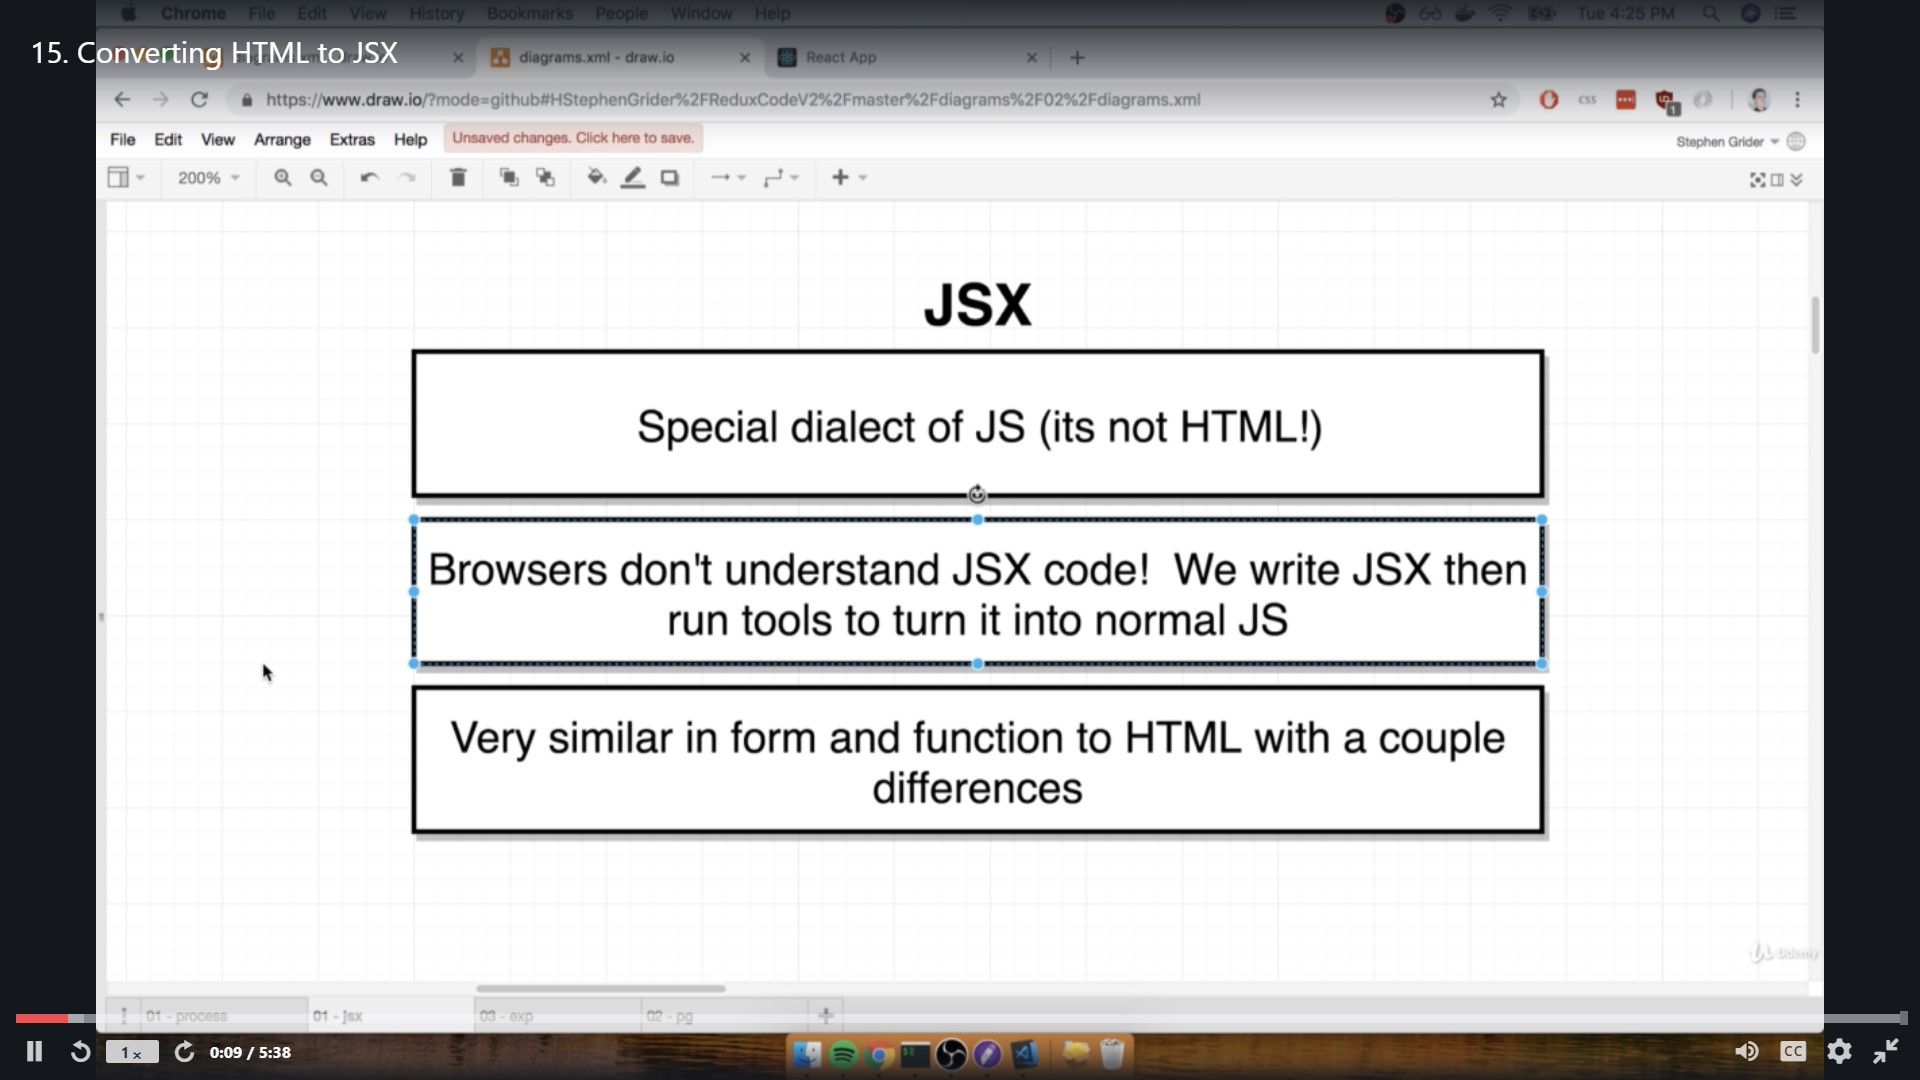 Chrome File Edit View History Bookmarks People Window Help Tue 4:25 PM
15. Converting HTML to JSX
diagrams.xml - draw.io
React App
https://www.draw.io/?mode=github#HStephenGrider%2FReduxCodeV2%2Fmaster%2Fdiagrams%2F02%2Fdiagrams.xml
CSS
1
File Edit View Arrange Extras Help Unsaved changes. Click here to save.
Stephen Grider
200%
JSX
Special dialect of JS (its not HTML!)
Browsers don't understand JSX code!  We write JSX then
run tools to turn it into normal JS
Very similar in form and function to HTML with a couple
differences
Udemy
01 - process
01 - jsx
03 - exp
02 - pg
1x
0:09 / 5:38
CC